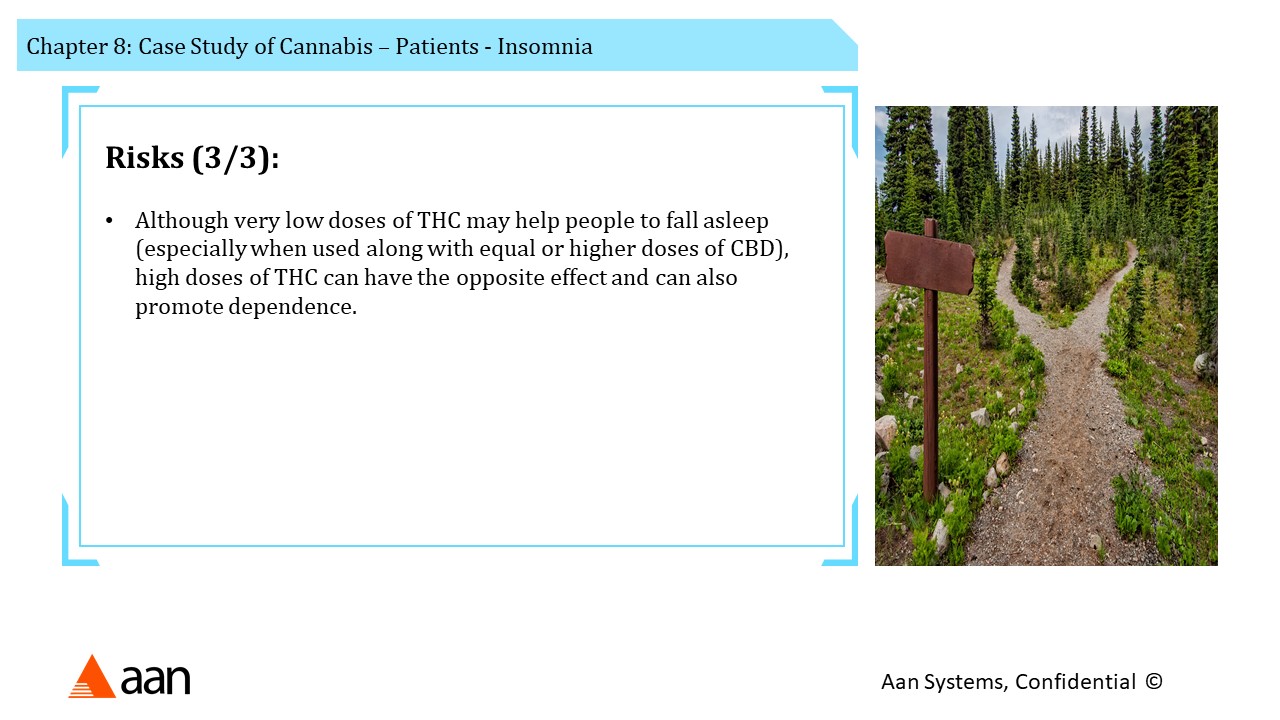 Chapter 8: Case Study of Cannabis – Patients - Insomnia
Risks (3/3):
• Although very low doses of THC may help people to fall asleep
(especially when used along with equal or higher doses of CBD),
high doses of THC can have the opposite effect and can also
promote dependence.
aan
Aan Systems, Confidential ©